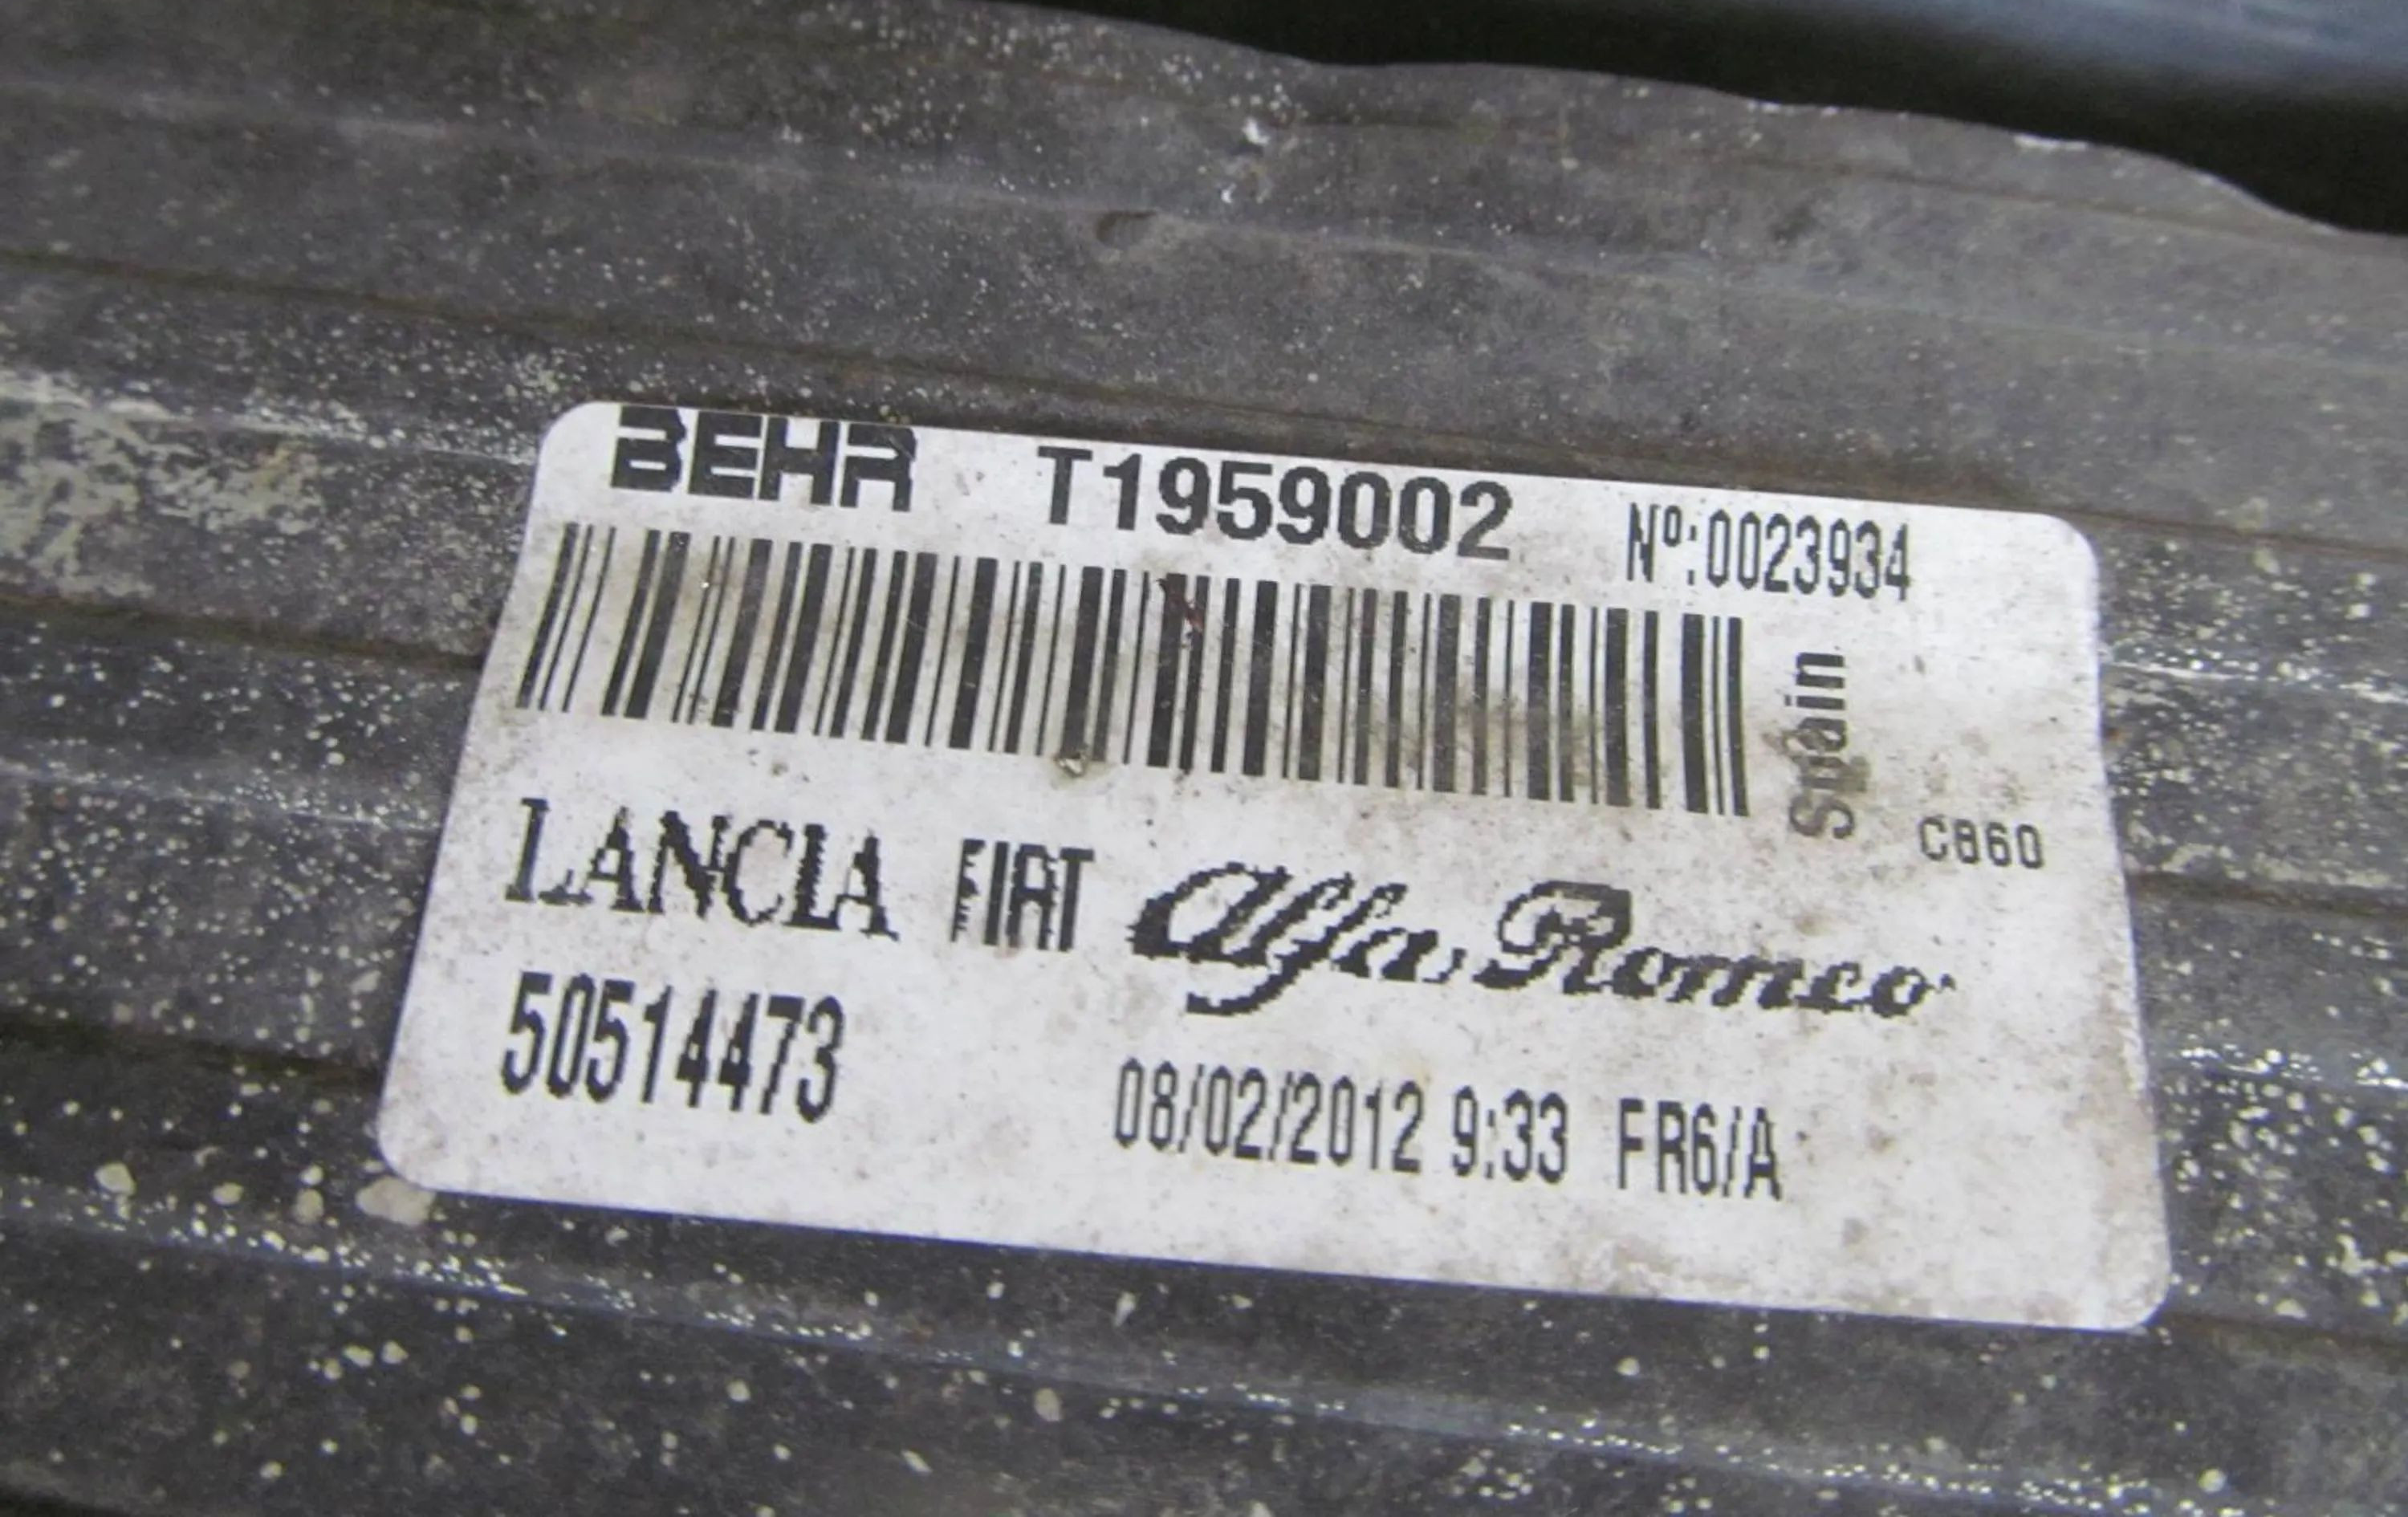 BEHR T1959002 Nº:0023934
Spain
C860
LANCIA FIAT Alfa Romeo
50514473 08/02/2012 9:33 FR6/A